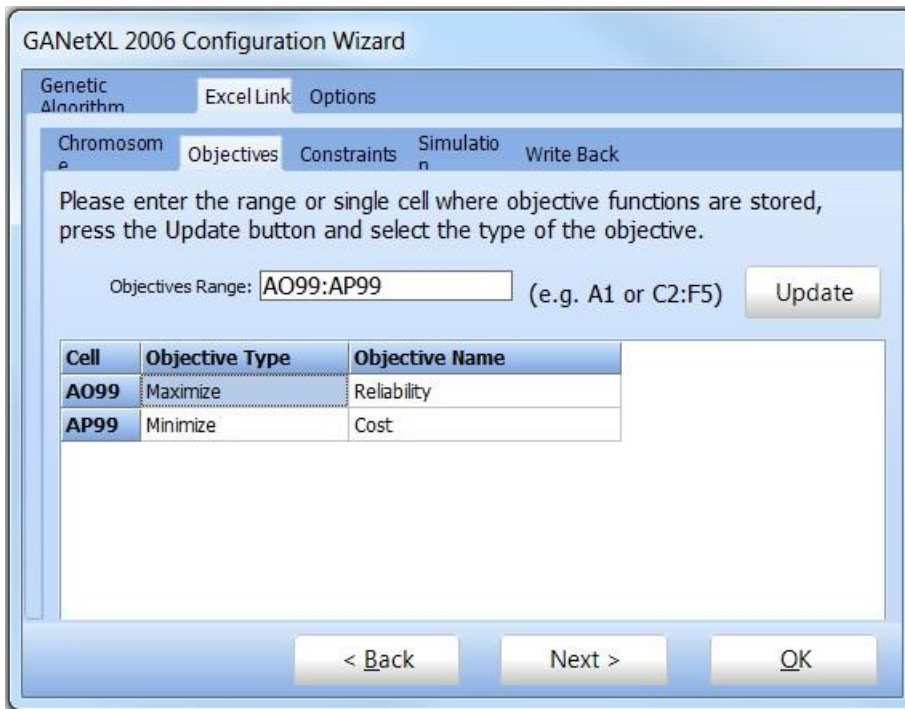 GANetXL 2006 Configuration Wizard
Genetic
Algorithm
Excel Link
Options
Chromosom
e
Objectives
Constraints
Simulatio
n
Write Back
Please enter the range or single cell where objective functions are stored,
press the Update button and select the type of the objective.
Objectives Range: AO99:AP99 (e.g. A1 or C2:F5) Update
Cell Objective Type Objective Name
AO99 Maximize Reliability
AP99 Minimize Cost
< Back Next > OK